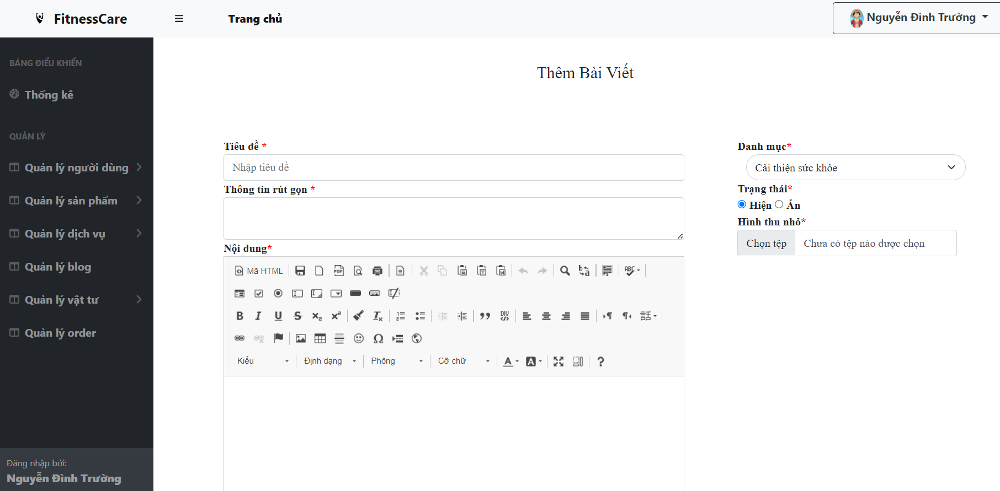 FitnessCare
Trang chủ
Nguyễn Đình Trường
BẢNG ĐIỂU KHIỂN
Thống kê
QUẢN LÝ
Quản lý người dùng
Quản lý sản phẩm
Quản lý dịch vụ
Quản lý blog
Quản lý vật tư
Quản lý order
Đăng nhập bởi:
Nguyễn Đình Trường
Thêm Bài Viết
Tiêu đề *
Nhập tiêu đề
Thông tin rút gọn *
Nội dung*
Mã HTML
Kiểu
Định dạng
Phông
Cỡ chữ
Danh mục*
Cải thiện sức khỏe
Trạng thái*
Hiện Ẩn
Hình thu nhỏ*
Chọn tệp Chưa có tệp nào được chọn